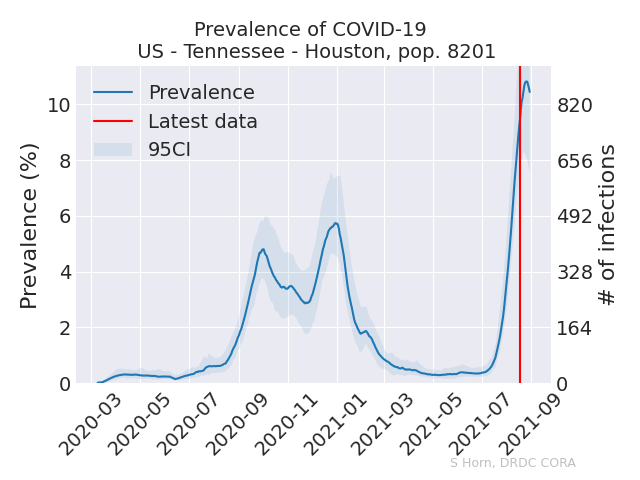 Prevalence of COVID-19
US - Tennessee - Houston, pop. 8201
Prevalence
Latest data
95CI
Prevalence (%)
10
8
6
4
2
0
820
656
492
328
164
0
# of infections
2020-03
2020-05
2020-07
2020-09
2020-11
2021-01
2021-03
2021-05
2021-07
2021-09
S Horn, DRDC CORA